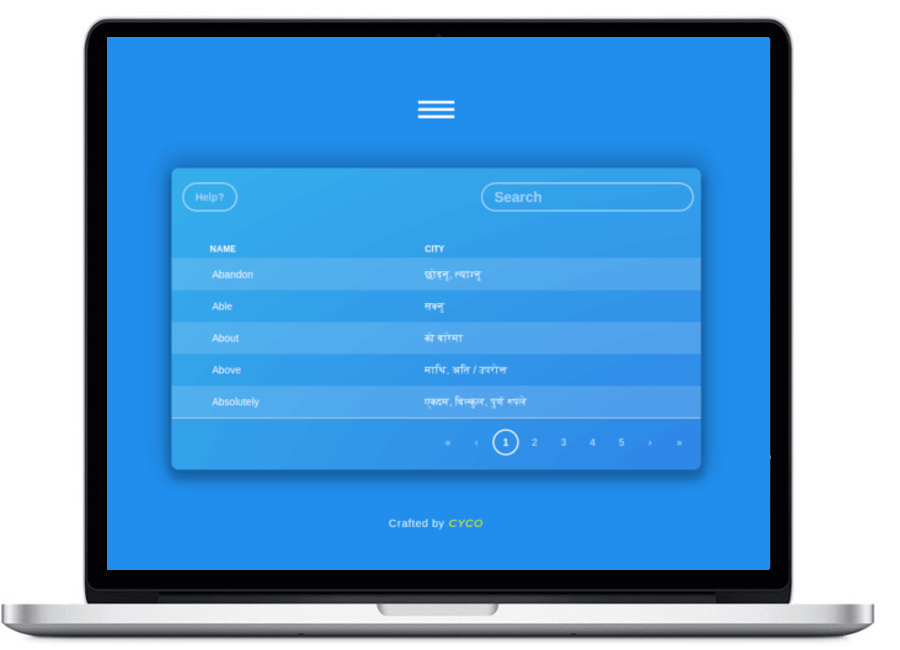 Help?
Search
NAME CITY
Abandon छोड्नु, त्याग्नु
Able सक्नु
About को बारेमा
Above माथि, अति / उपरोक्त
Absolutely एकदम, बिल्कुल, पुर्ण रुपले
« ‹ 1 2 3 4 5 › »
Crafted by CYCO